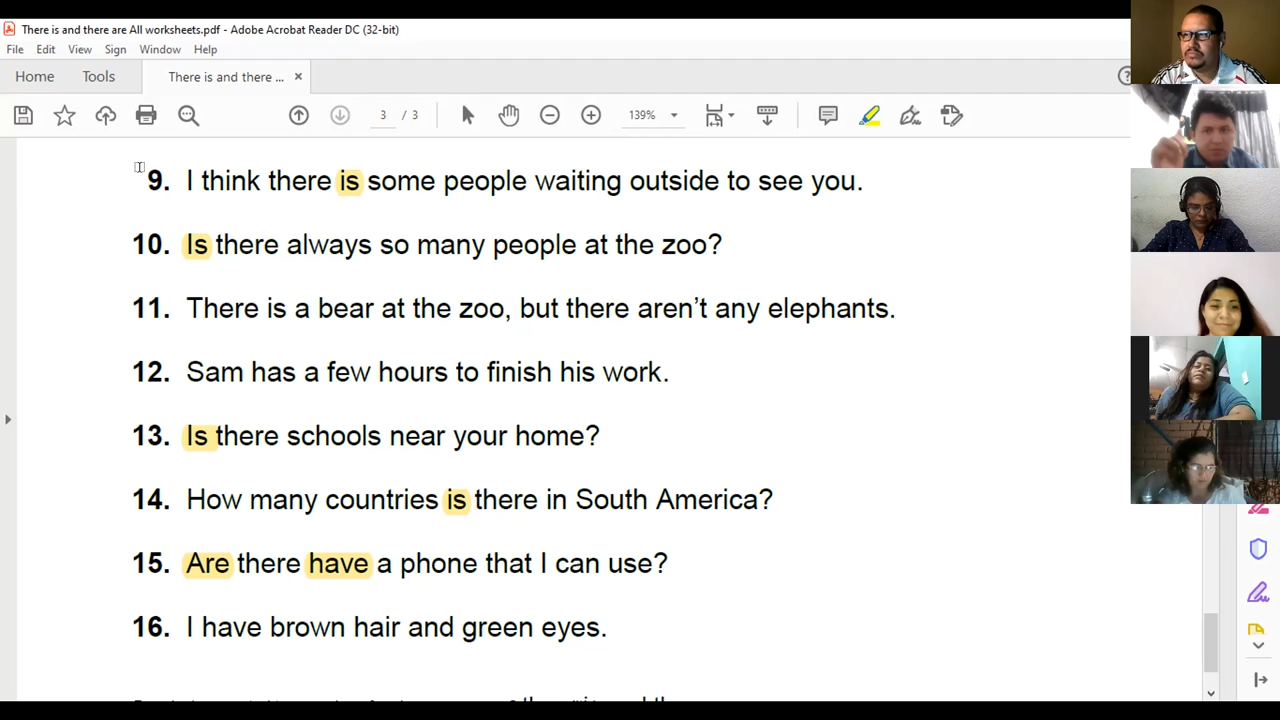 There is and there are All worksheets.pdf - Adobe Acrobat Reader DC (32-bit)
File Edit View Sign Window Help
Home Tools There is and there ... ×
3 / 3 139%
9. I think there is some people waiting outside to see you.
10. Is there always so many people at the zoo?
11. There is a bear at the zoo, but there aren't any elephants.
12. Sam has a few hours to finish his work.
13. Is there schools near your home?
14. How many countries is there in South America?
15. Are there have a phone that I can use?
16. I have brown hair and green eyes.